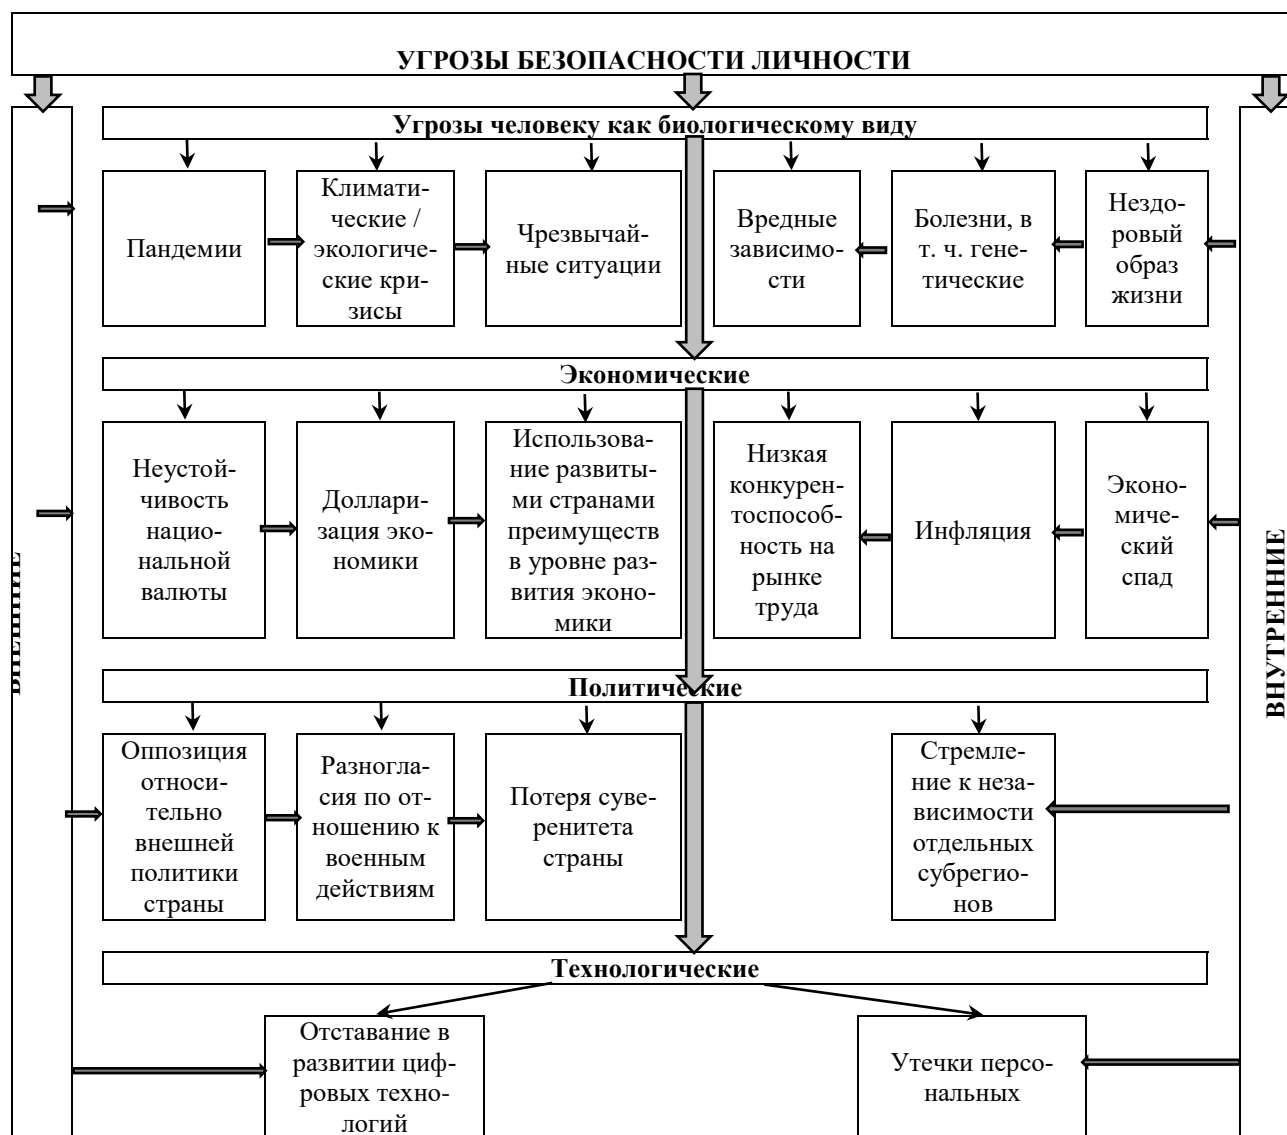 УГРОЗЫ БЕЗОПАСНОСТИ ЛИЧНОСТИ
Угрозы человеку как биологическому виду
Пандемии
Климати-
ческие /
экологиче-
ские кри-
зисы
Чрезвычай-
ные ситуации
Вредные
зависимо-
сти
Болезни, в
т. ч. гене-
тические
Нездо-
ровый
образ
жизни
Экономические
Неустой-
чивость
нацио-
нальной
валюты
Доллари-
зация эко-
номики
Использова-
ние развиты-
ми странами
преимуществ
в уровне раз-
вития эконо-
мики
Низкая
конкурен-
тоспособ-
ность на
рынке
труда
Инфляция
Эконо-
миче-
ский
спад
ВНЕШНИЕ
ВНУТРЕННИЕ
Политические
Оппозиция
относи-
тельно
внешней
политики
страны
Разногла-
сия по от-
ношению к
военным
действиям
Потеря суве-
ренитета
страны
Стремле-
ние к неза-
висимости
отдельных
субрегио-
нов
Технологические
Отставание в
развитии циф-
ровых техно-
логий
Утечки персо-
нальных